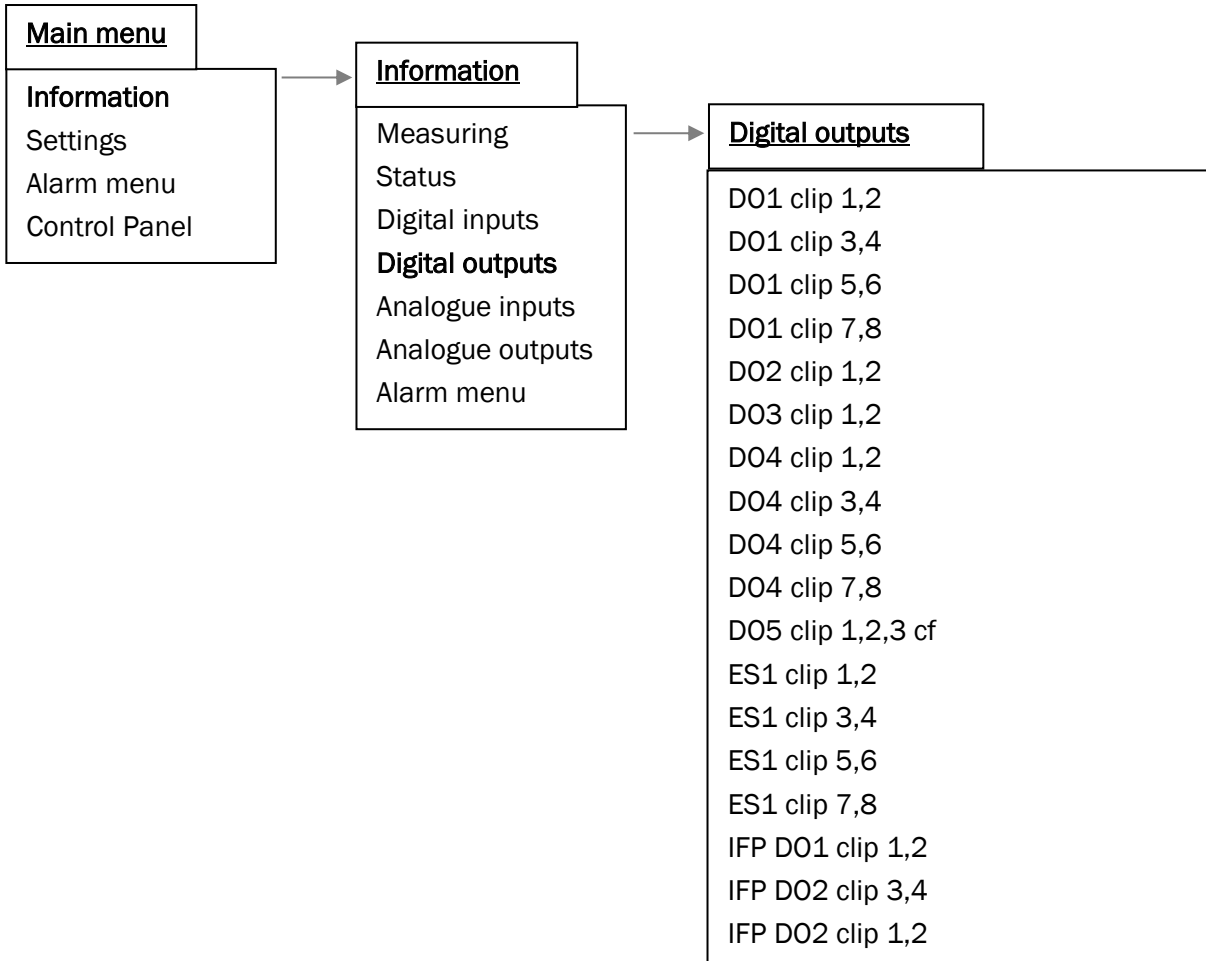 Main menu
Information
Settings
Alarm menu
Control Panel
Information
Measuring
Status
Digital inputs
Digital outputs
Analogue inputs
Analogue outputs
Alarm menu
Digital outputs
DO1 clip 1,2
DO1 clip 3,4
DO1 clip 5,6
DO1 clip 7,8
DO2 clip 1,2
DO3 clip 1,2
DO4 clip 1,2
DO4 clip 3,4
DO4 clip 5,6
DO4 clip 7,8
DO5 clip 1,2,3 cf
ES1 clip 1,2
ES1 clip 3,4
ES1 clip 5,6
ES1 clip 7,8
IFP DO1 clip 1,2
IFP DO2 clip 3,4
IFP DO2 clip 1,2